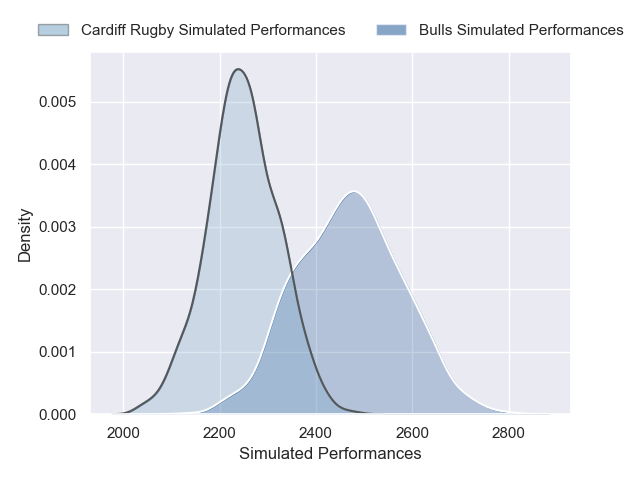 Cardiff Rugby Simulated Performances
Bulls Simulated Performances
0.005
0.004
0.003
0.002
0.001
0.000
Density
2000
2200
2400
2600
2800
Simulated Performances